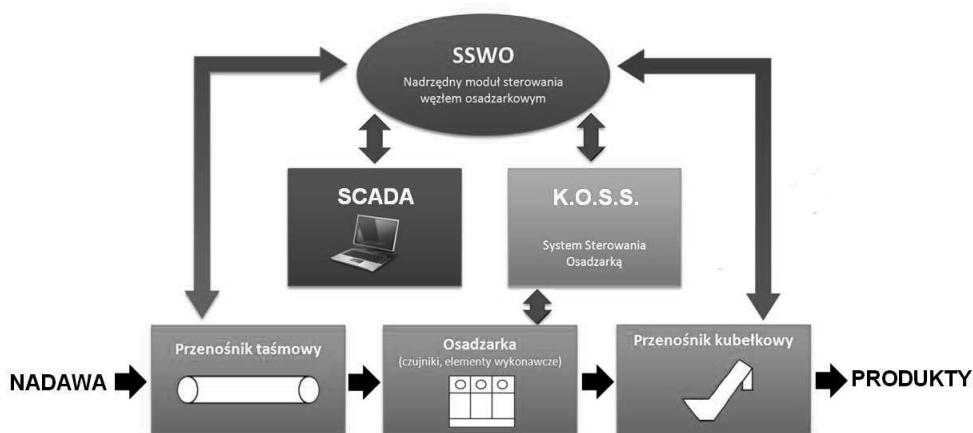 SSWO
Nadrzędny moduł sterowania
węzłem osadzarkowym
SCADA
K.O.S.S.
System Sterowania
Osadzarką
Przenośnik taśmowy
Osadzarka
(czujniki, elementy wykonawcze)
Przenośnik kubełkowy
NADAWA
PRODUKTY